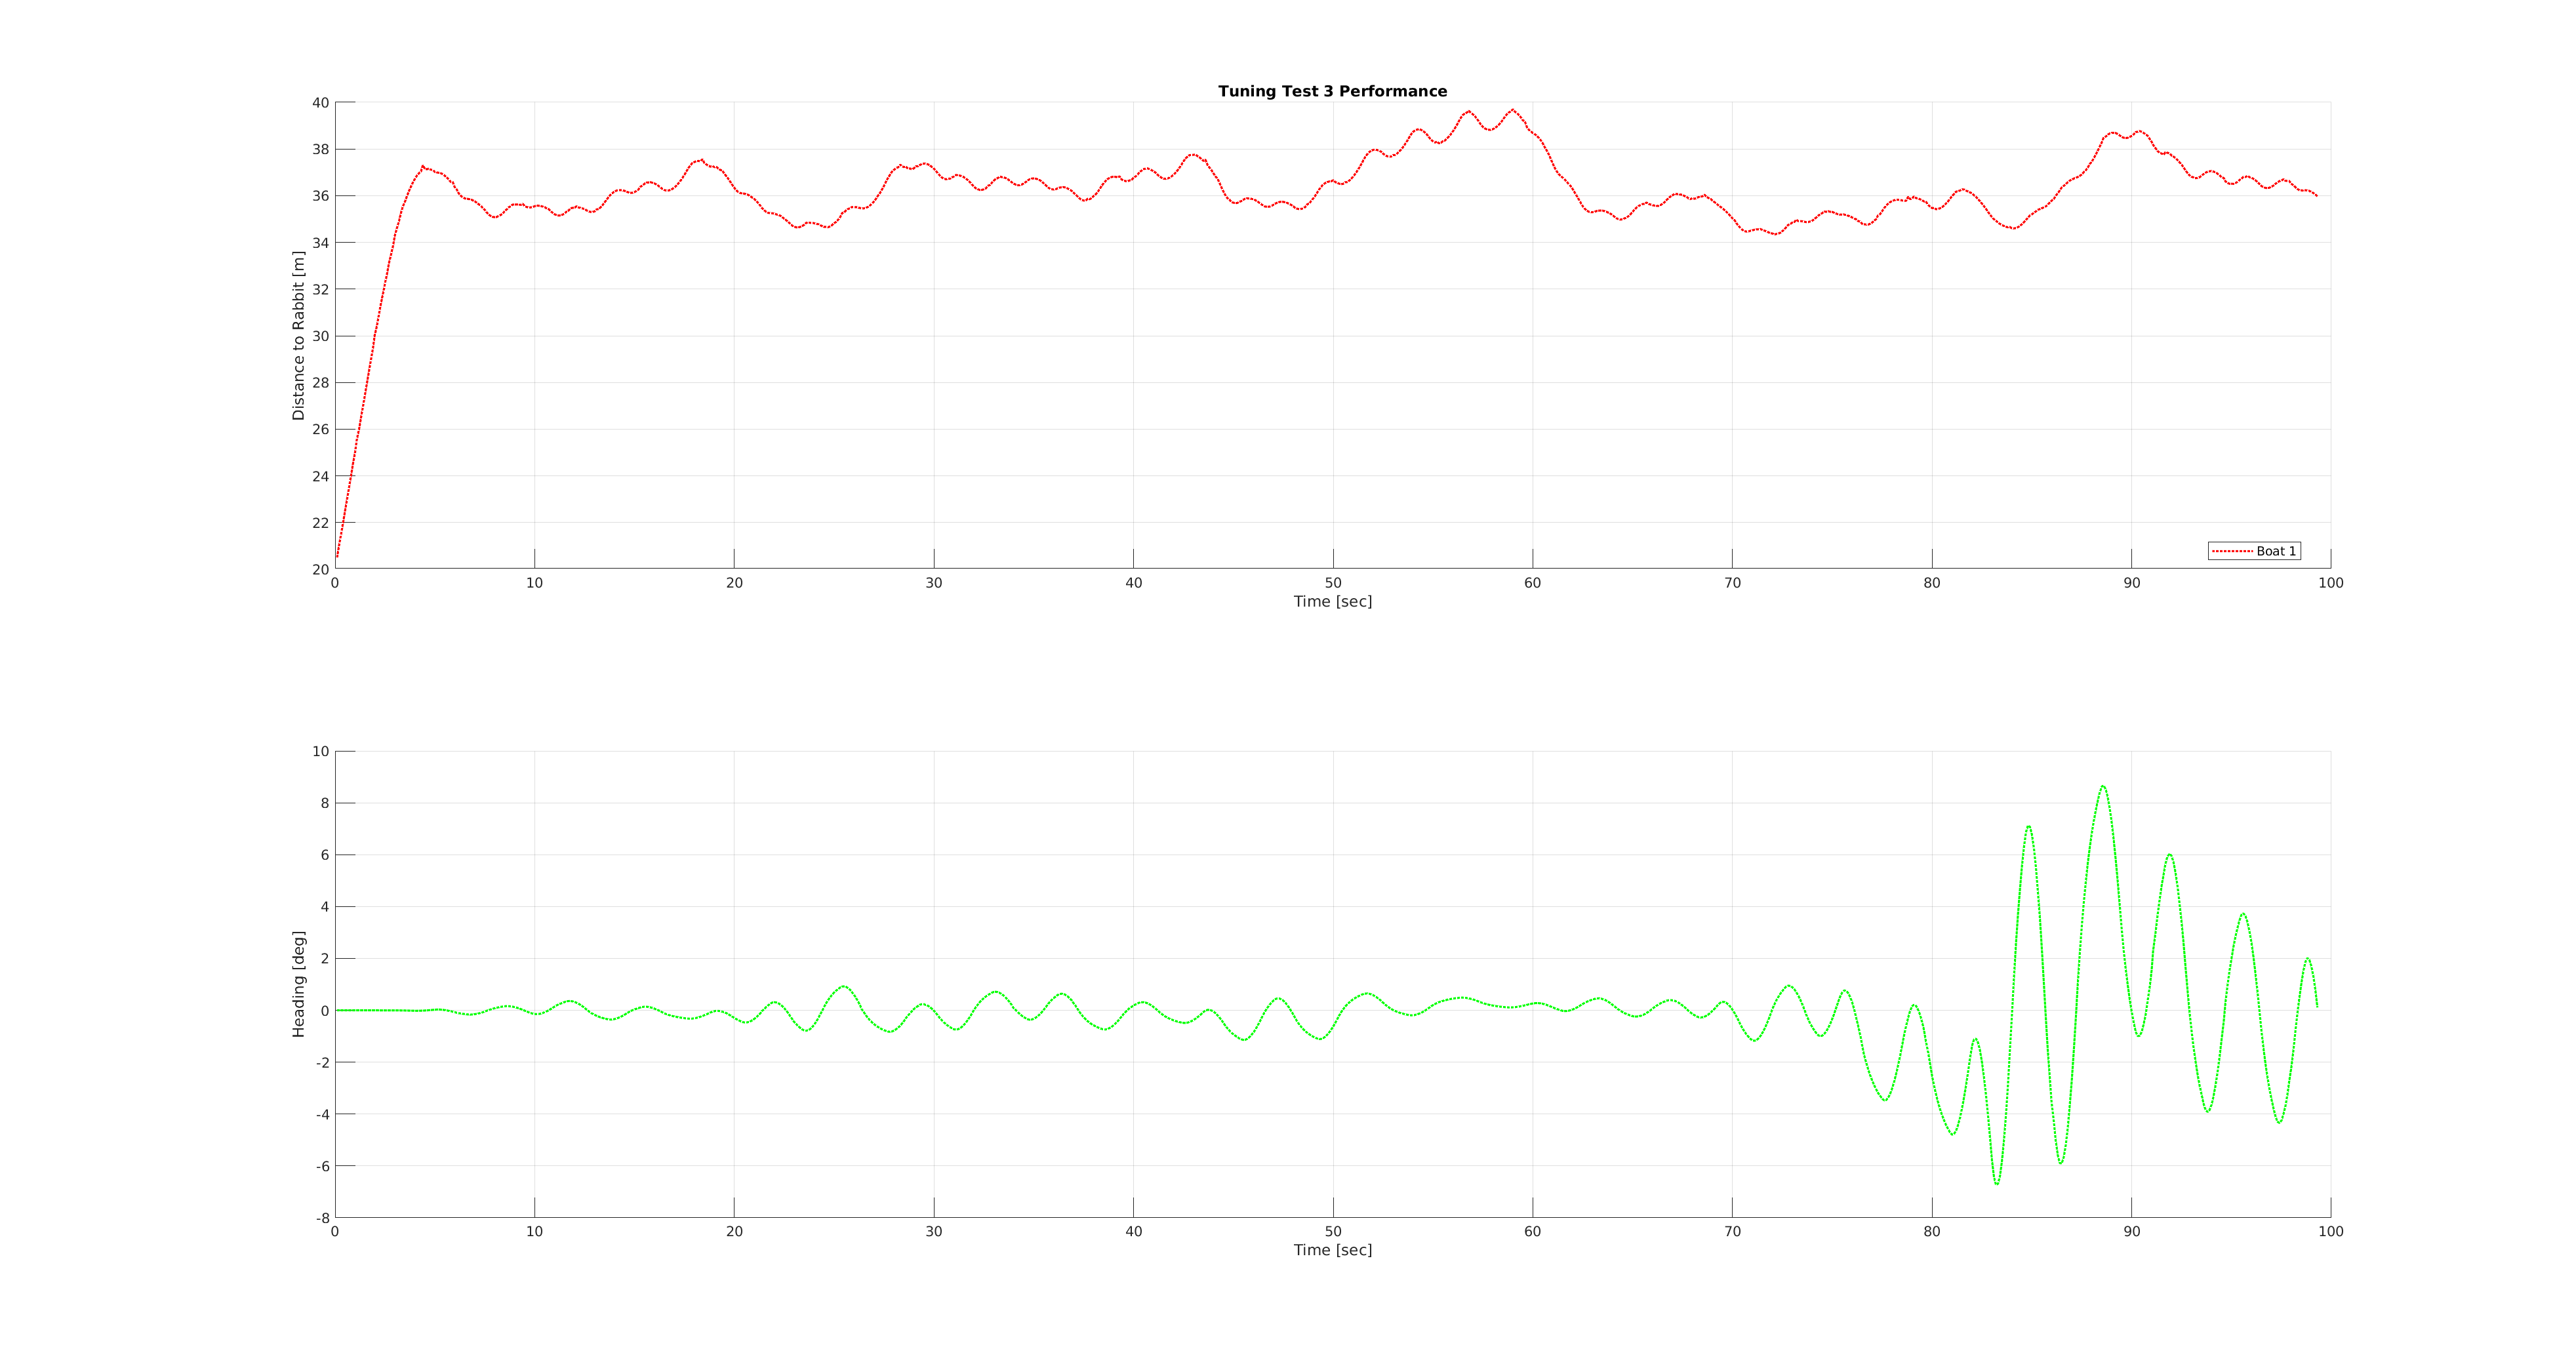 Tuning Test 3 Performance
40
38
36
34
32
30
28
26
24
22
20
Distance to Rabbit [m]
Boat 1
0 10 20 30 40 50 60 70 80 90 100
Time [sec]
10
8
6
4
2
0
-2
-4
-6
-8
Heading [deg]
0 10 20 30 40 50 60 70 80 90 100
Time [sec]